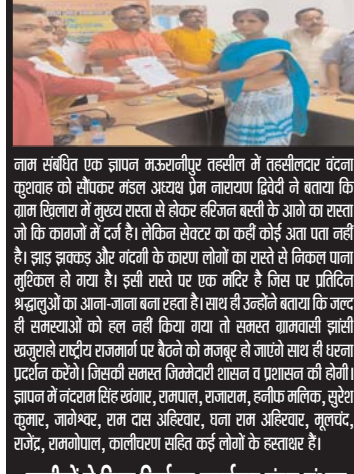 नाम संबंधित एक ज्ञापन मऊरानीपुर तहसील में तहसीलदार वंदना
कुशवाह को सौंपकर मंडल अध्यथ प्रेम नारायण द्विवेदी ने बताया कि
ग्राम खिलारा में मुख्य रास्ता से होकर हरिजन बस्ती के आगे का रास्ता
जो कि कागजों में दर्ज है। लेकिन सेक्टर का कहीं कोई अता पता नहीं
है। झाड़ झक्कड़ और गंदगी के कारण लोगों का रास्ते से निकल पाना
मुश्किल हो गया है। इसी रास्ते पर एक मदिर है जिस पर प्रतिदिन
श्रद्धालुओं का आना-जाना बना रहता है। साथ ही उन्होंने बताया कि जल्द
ही समस्याओं को हल नहीं किया गया तो समस्त ग्रामवासी झांसी
खजुराहो राष्ट्रीय राजमार्ग पर बैठने को मजबूर हो जाएंगे साथ ही धरना
प्रदर्शन करेंगे। जिसकी समस्त जिम्मेदारी शासन व प्रशासन की होगी।
ज्ञापन में नंदराम सिंह खंगार, रामपाल, राजाराम, हनीफ मलिक, सुरेश
कुमार, जागेश्वर, राम दास अहिरवार, घना राम अहिरवार, मूलचंद,
राजेंद्र, रामगोपाल, कालीचरण सहित कई लोगों के हस्ताथर हैं।